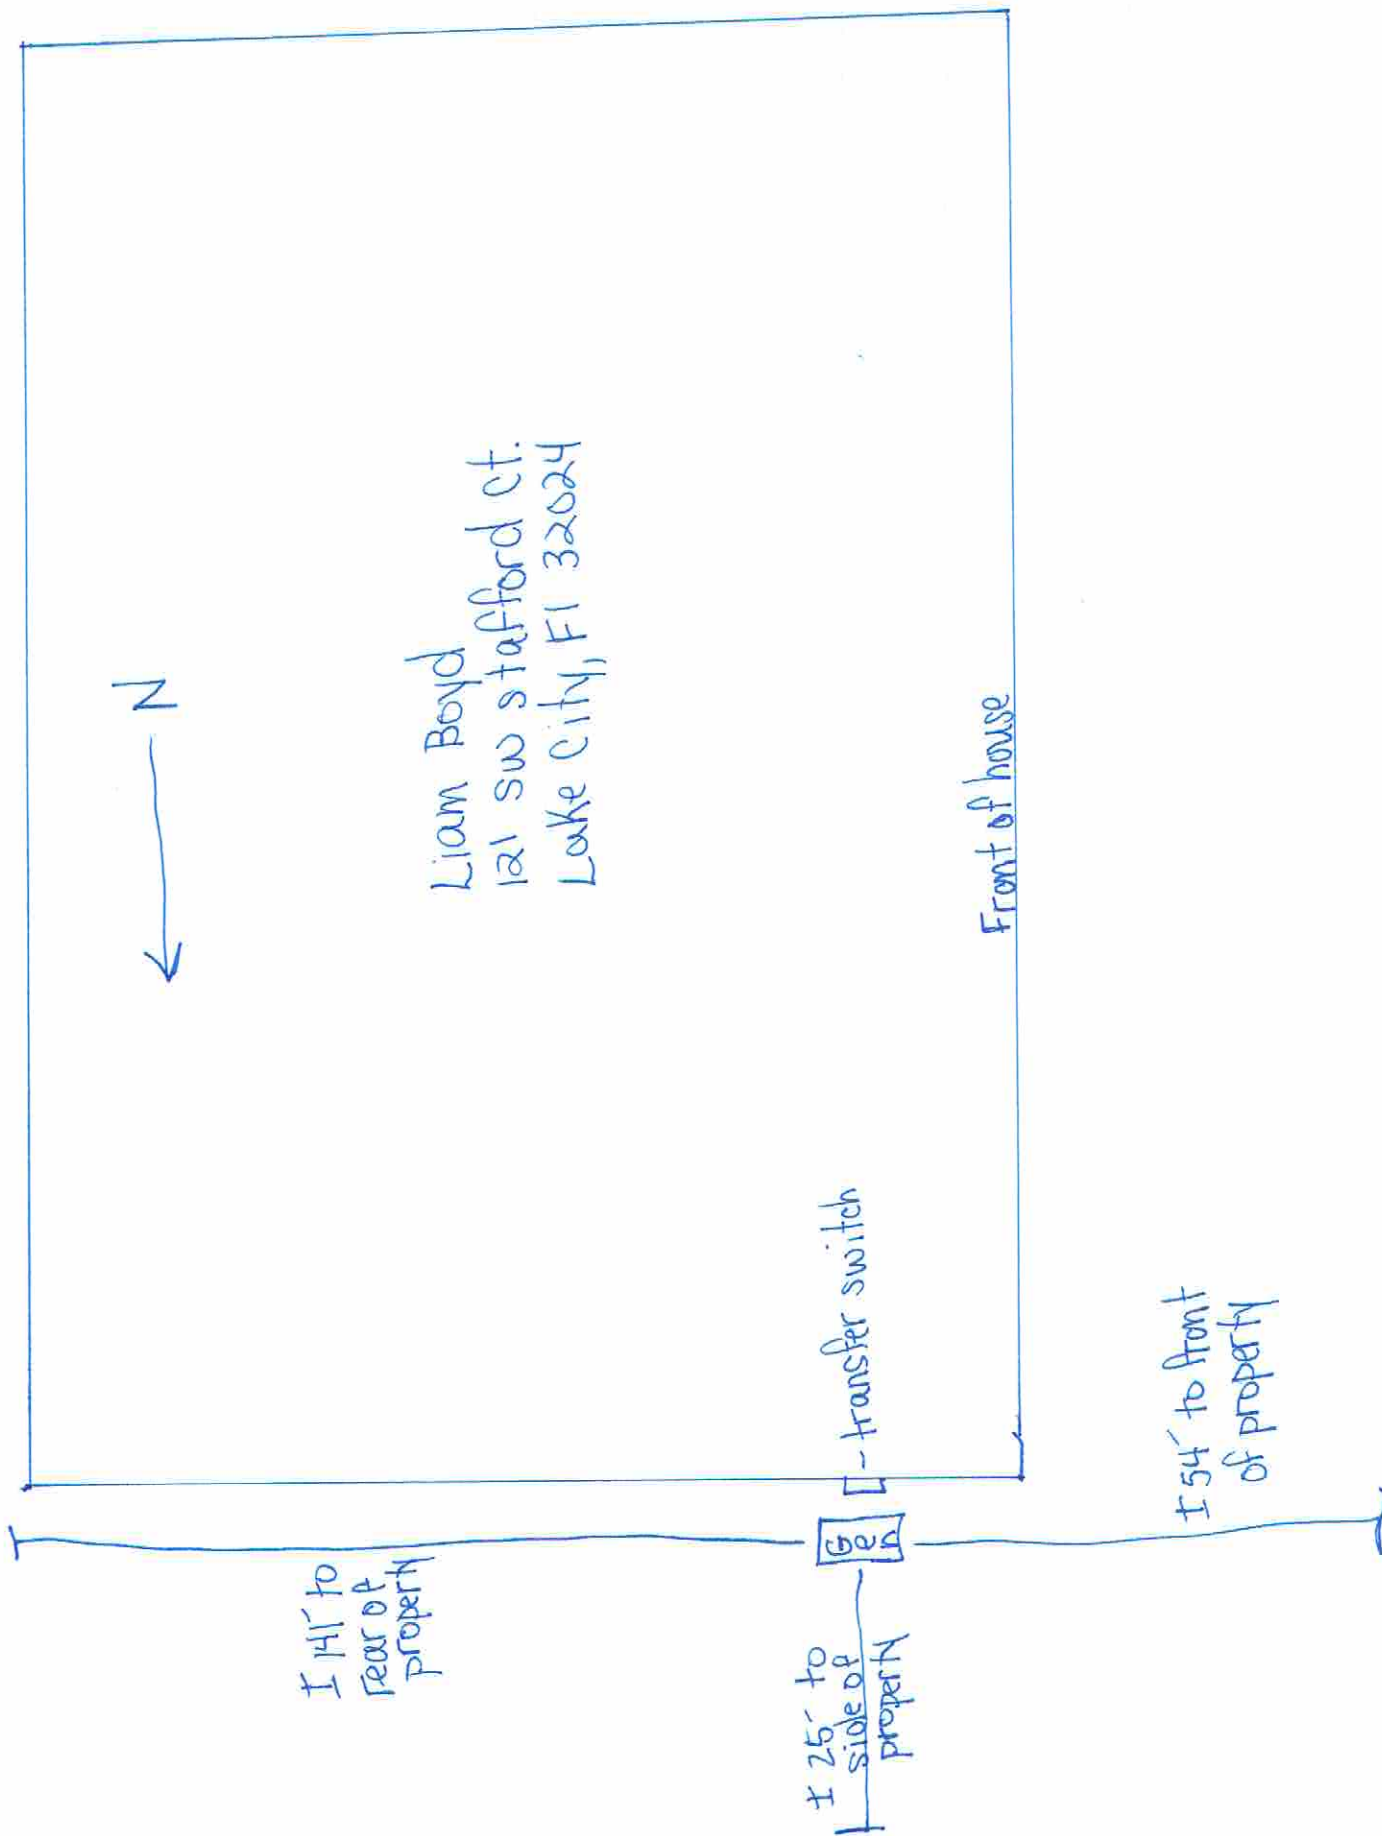 N
± 141' to
rear of
property
Liam Boyd
121 SW stafford ct.
Lake City, Fl 32024
± 25' to
side of
property
Gen
- transfer switch
Front of house
± 54' to front
of property